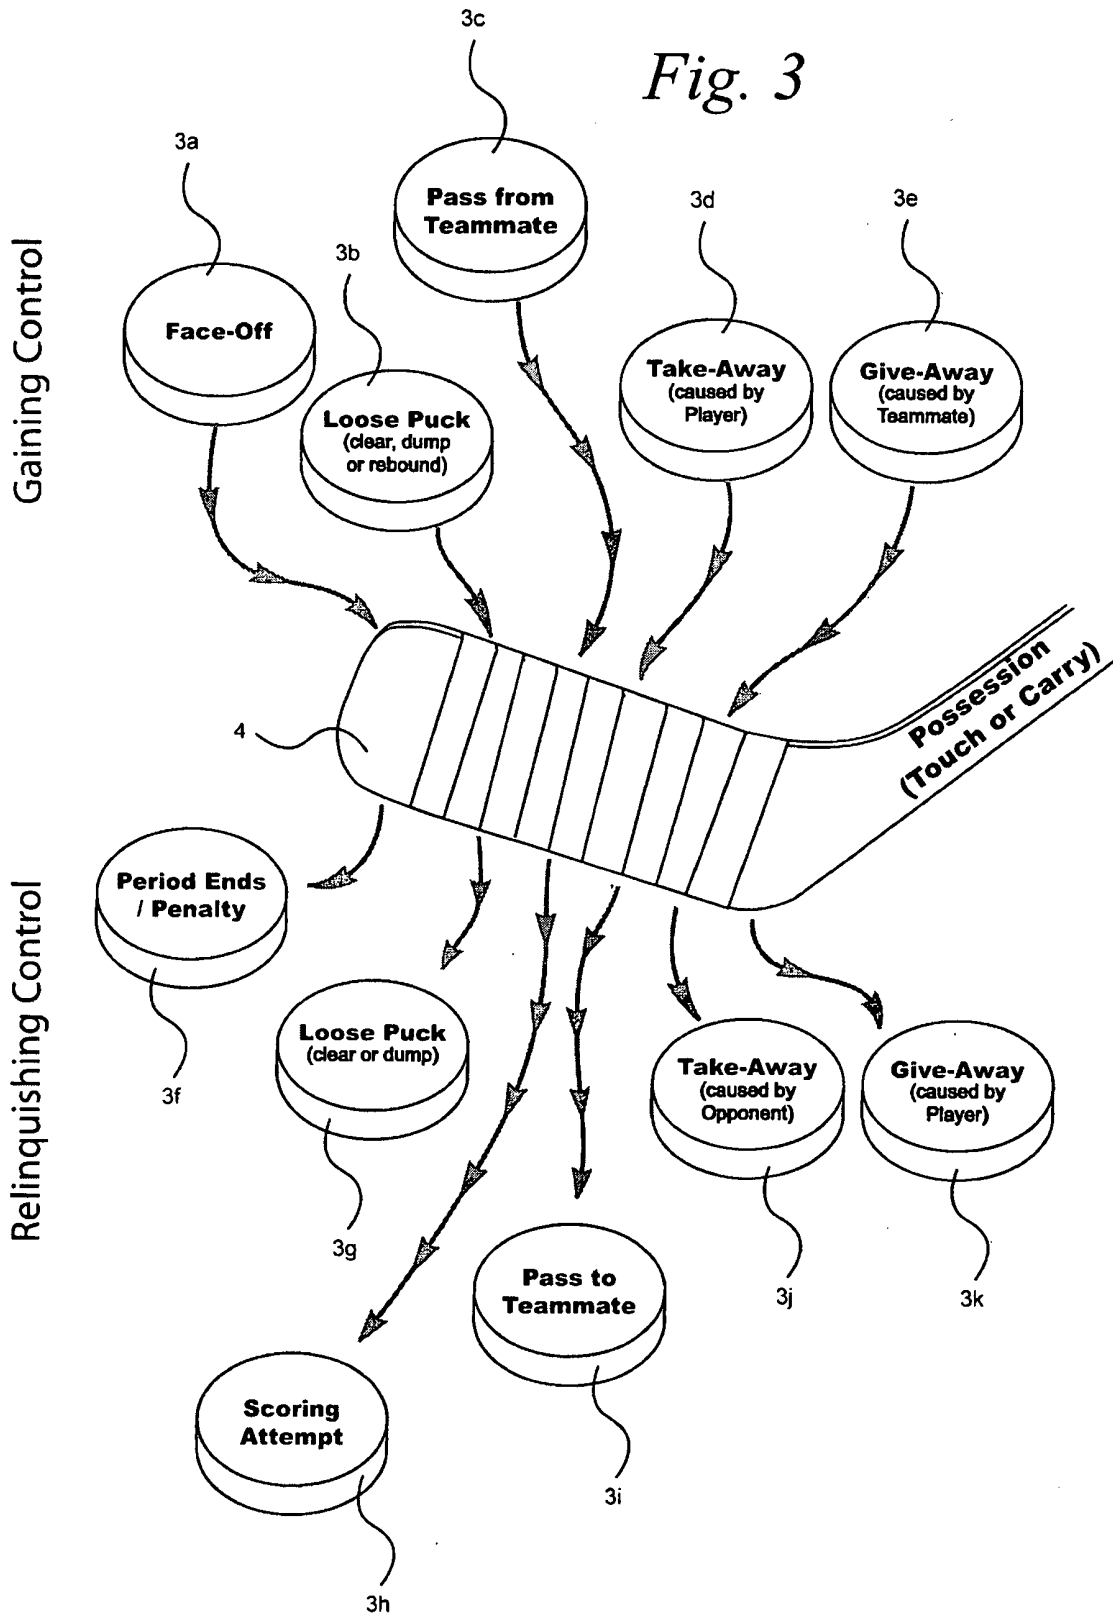 Fig. 3
3c
3a
Pass from
Teammate
3d
3e
3b
Gaining Control
Face-Off
Take-Away
(caused by
Player)
Give-Away
(caused by
Teammate)
Loose Puck
(clear, dump
or rebound)
Possession
(Touch or Carry)
4
Relinquishing Control
Period Ends
/ Penalty
3f
Loose Puck
(clear or dump)
3g
Take-Away
(caused by
Opponent)
3j
Give-Away
(caused by
Player)
3k
Pass to
Teammate
3i
Scoring
Attempt
3h